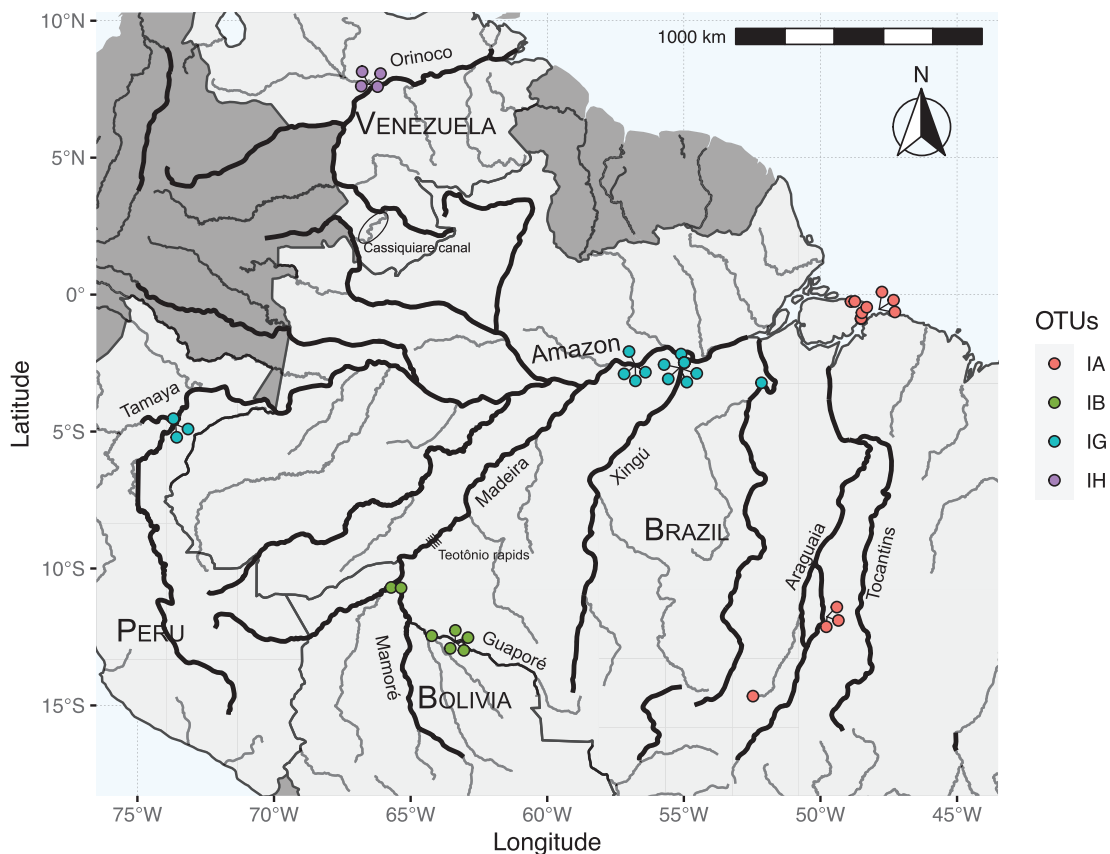 10°N
5°N
0°
5°S
10°S
15°S
Latitude
75°W
70°W
65°W
60°W
55°W
50°W
45°W
Longitude
1000 km
N
Orinoco
VENEZUELA
Cassiquiare canal
Amazon
Tamaya
Madeira
Xingú
Teotônio rapids
BRAZIL
Araguaia
Tocantins
PERU
Mamoré
Guaporé
BOLIVIA
OTUs
IA
IB
IG
IH